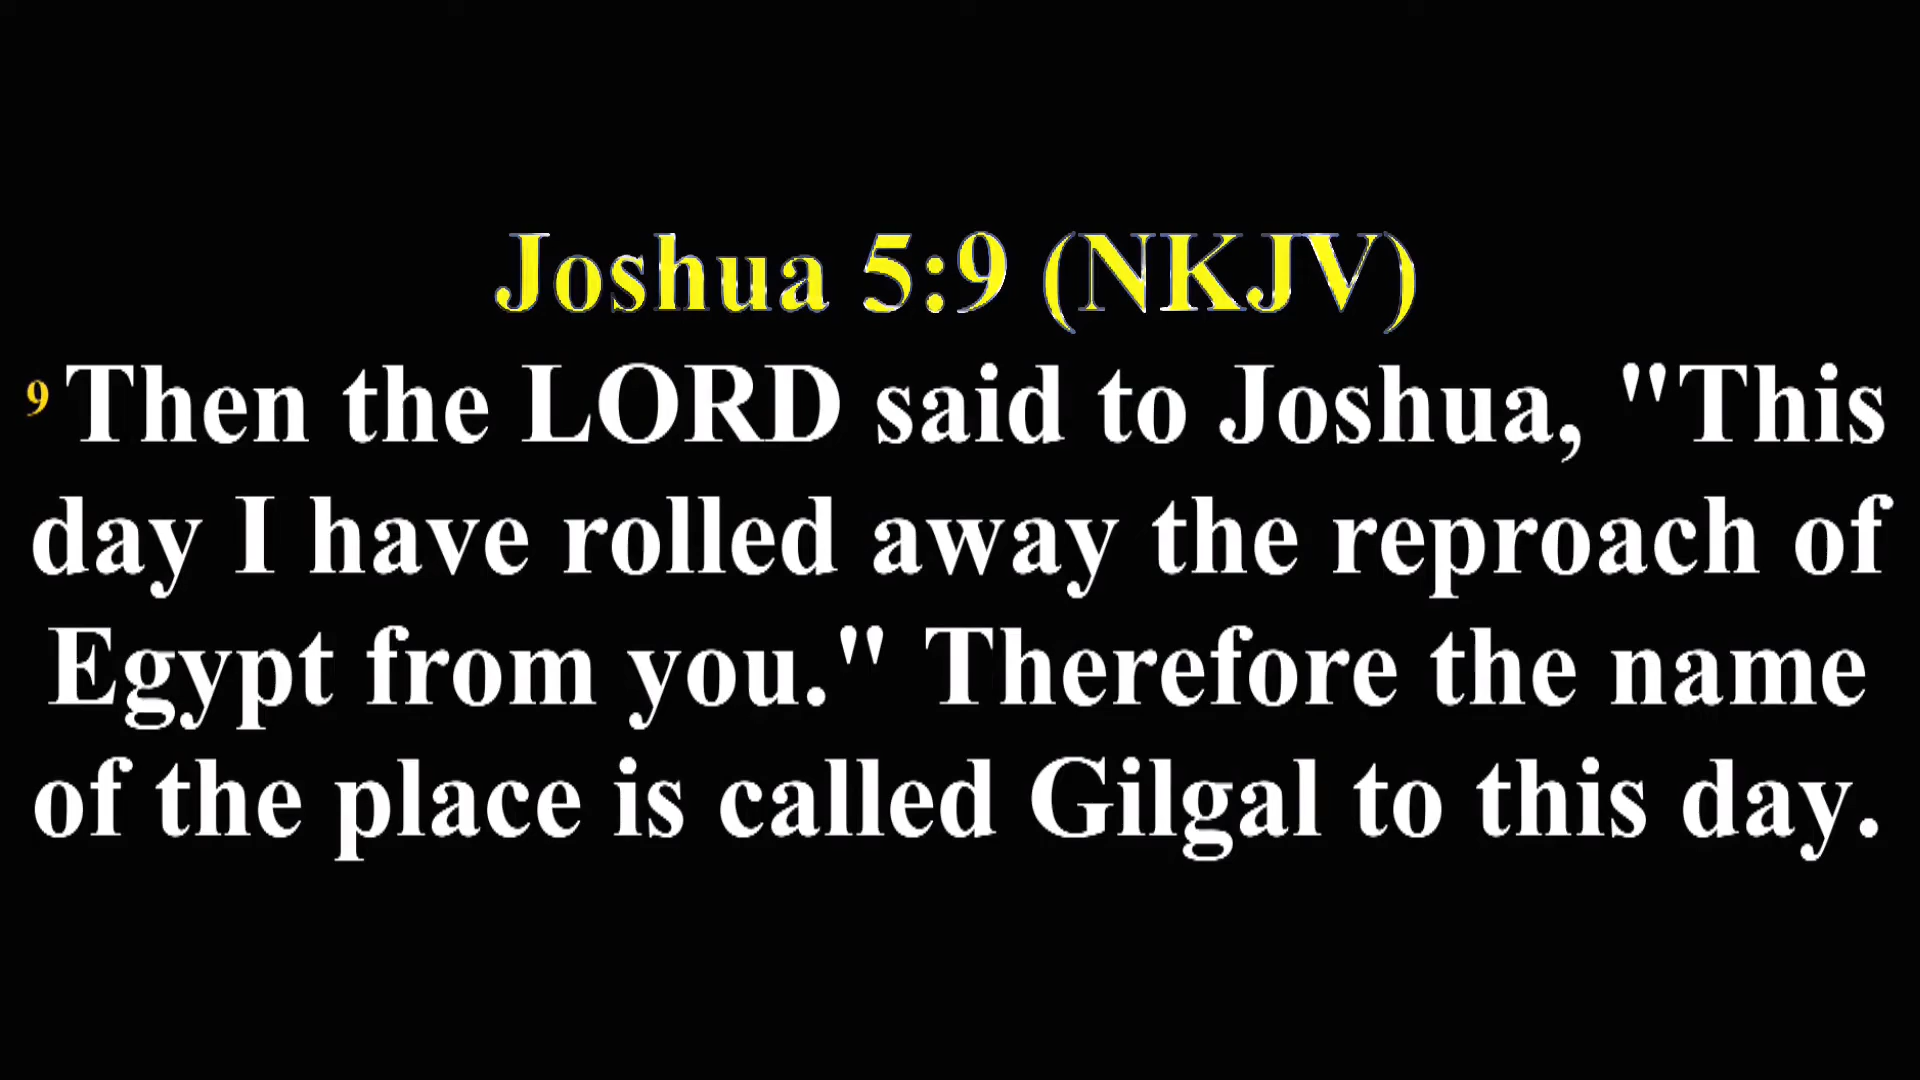 Joshua 5:9 (NKJV)
9 Then the LORD said to Joshua, "This
day I have rolled away the reproach of
Egypt from you." Therefore the name
of the place is called Gilgal to this day.